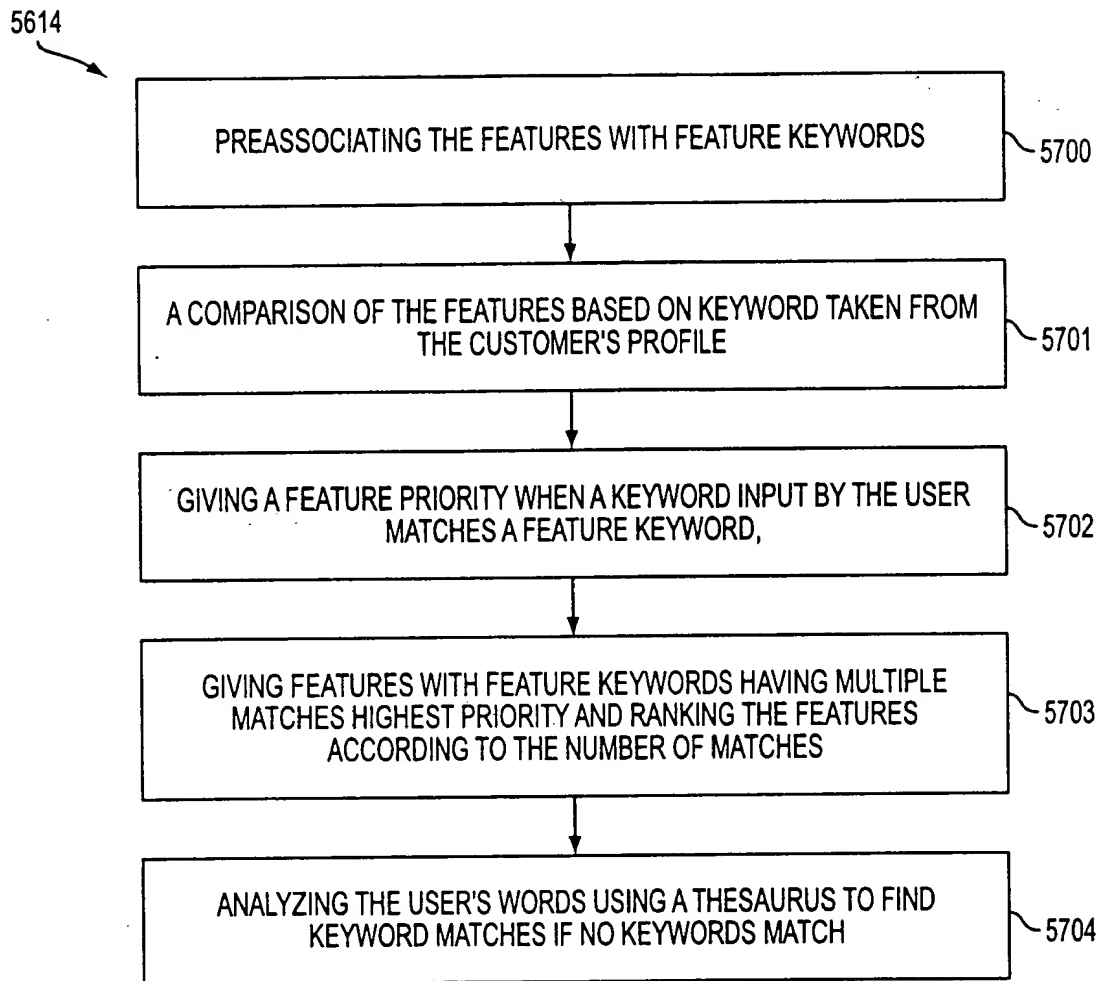 5614
PREASSOCIATING THE FEATURES WITH FEATURE KEYWORDS
5700
A COMPARISON OF THE FEATURES BASED ON KEYWORD TAKEN FROM
THE CUSTOMER'S PROFILE
5701
GIVING A FEATURE PRIORITY WHEN A KEYWORD INPUT BY THE USER
MATCHES A FEATURE KEYWORD,
5702
GIVING FEATURES WITH FEATURE KEYWORDS HAVING MULTIPLE
MATCHES HIGHEST PRIORITY AND RANKING THE FEATURES
ACCORDING TO THE NUMBER OF MATCHES
5703
ANALYZING THE USER'S WORDS USING A THESAURUS TO FIND
KEYWORD MATCHES IF NO KEYWORDS MATCH
5704